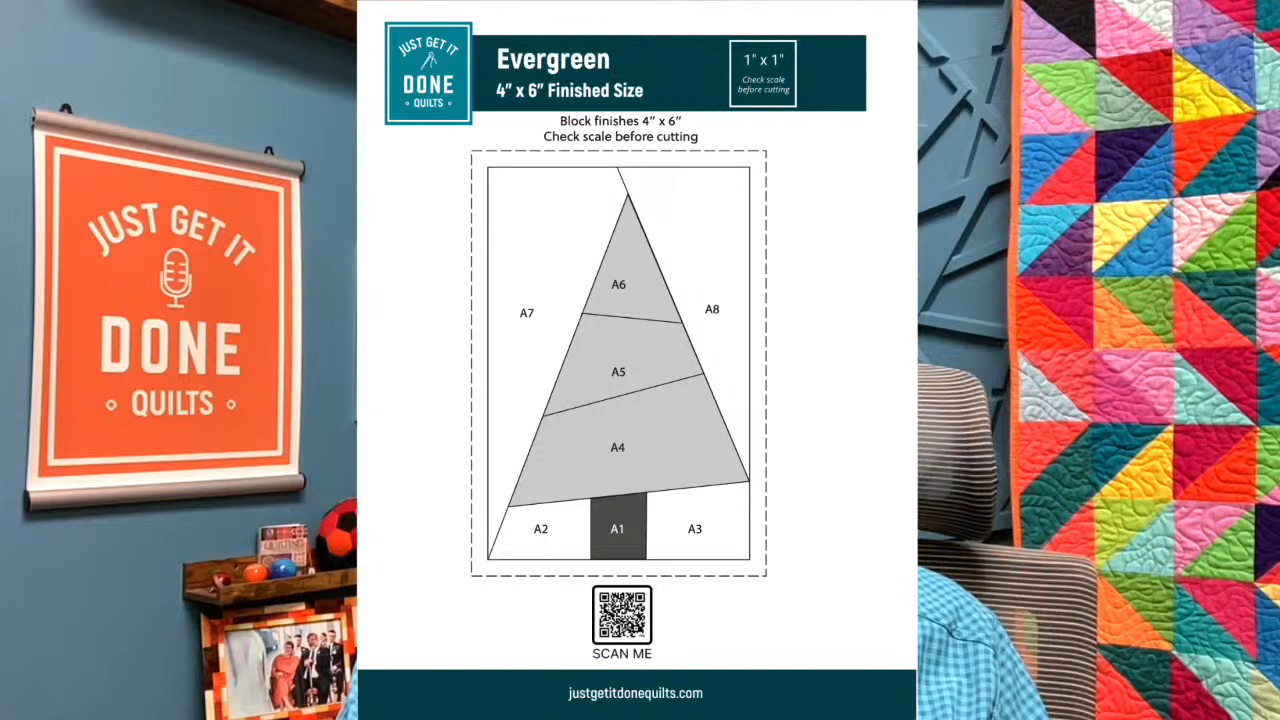 JUST GET IT
DONE
QUILTS
Evergreen
4” x 6” Finished Size
1" x 1"
Check scale
before cutting
Block finishes 4” x 6”
Check scale before cutting
A6
A7
A8
A5
A4
A2
A1
A3
SCAN ME
justgetitdonequilts.com
JUST GET IT
DONE
QUILTS